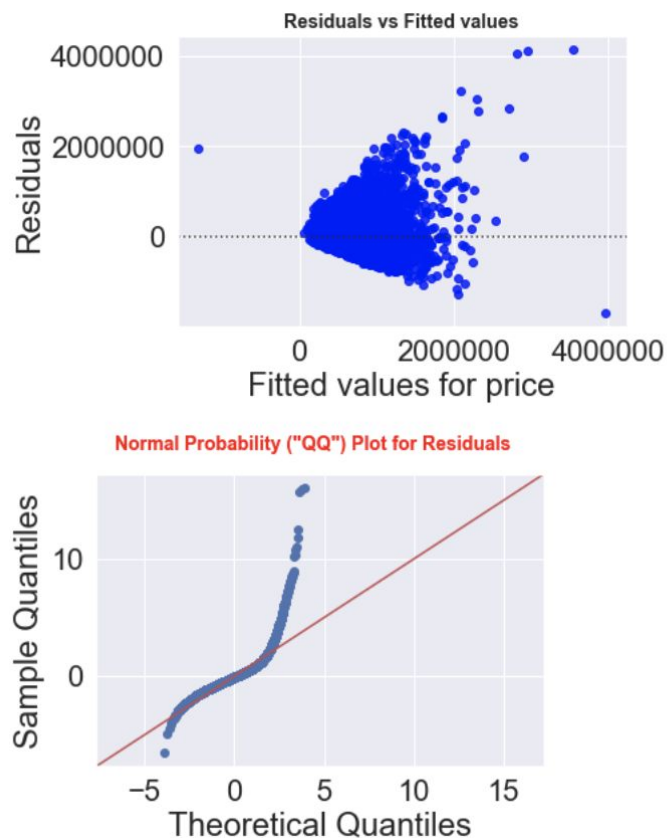 Residuals vs Fitted values
4000000
2000000
0
Residuals
0 2000000 4000000
Fitted values for price
Normal Probability ("QQ") Plot for Residuals
10
0
Sample Quantiles
−5 0 5 10 15
Theoretical Quantiles